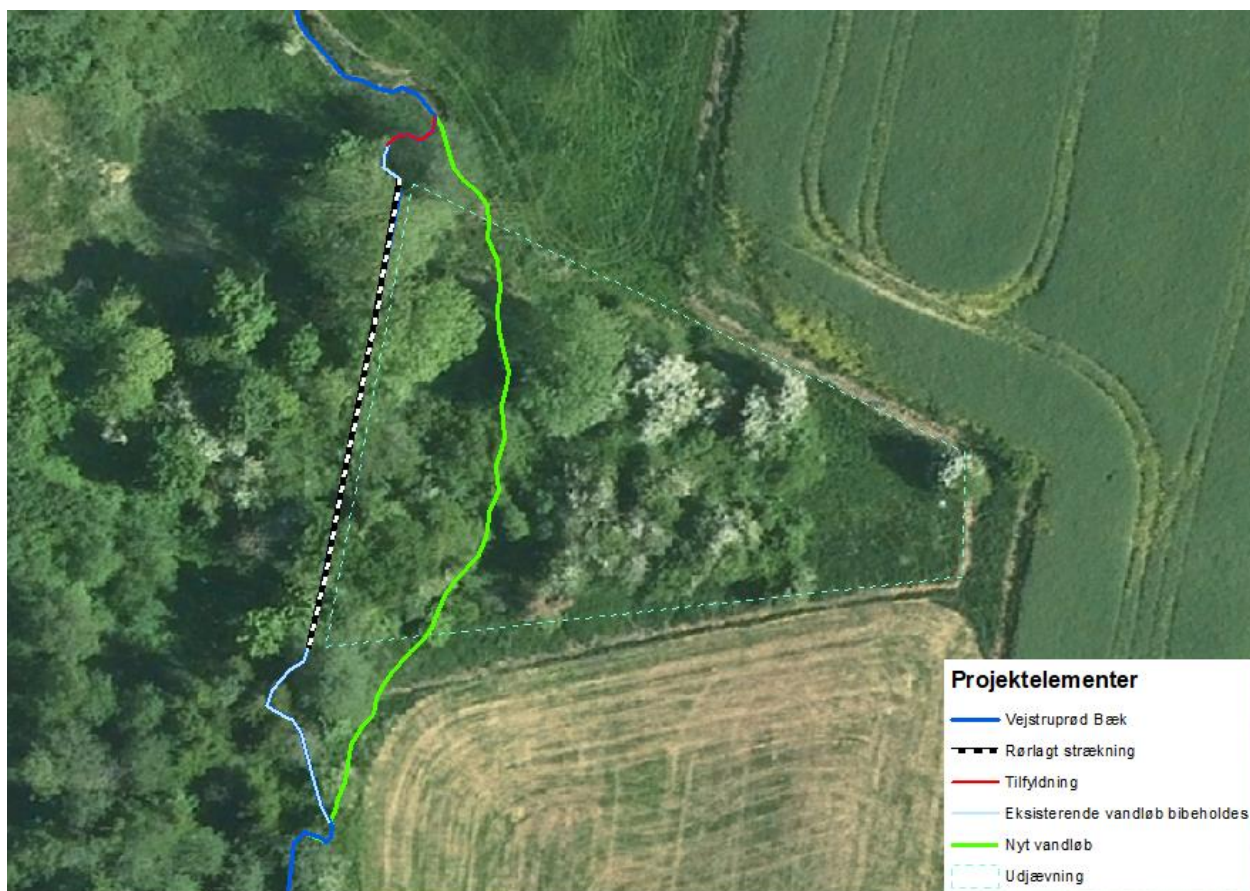 Projektelementer
Vejstruprød Bæk
Rørlagt strækning
Tilfyldning
Eksisterende vandløb bibeholdes
Nyt vandløb
Udjævning